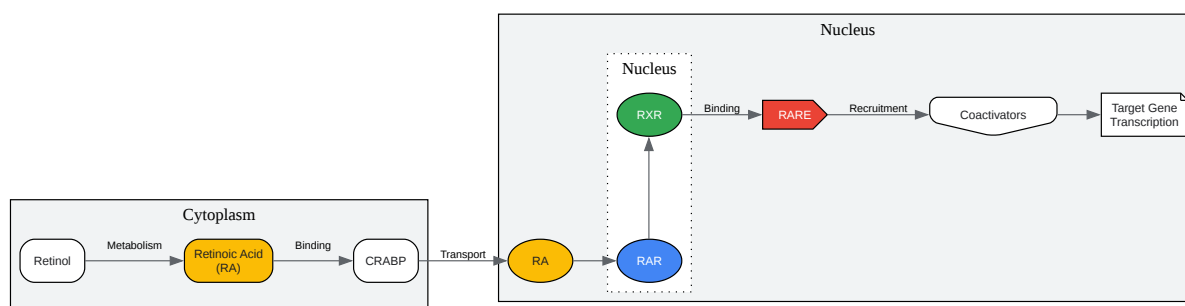 Nucleus
Nucleus
RXR
Binding
RARE
Recruitment
Coactivators
Target Gene
Transcription
Cytoplasm
Retinol
Metabolism
Retinoic Acid
(RA)
Binding
CRABP
Transport
RA
RAR